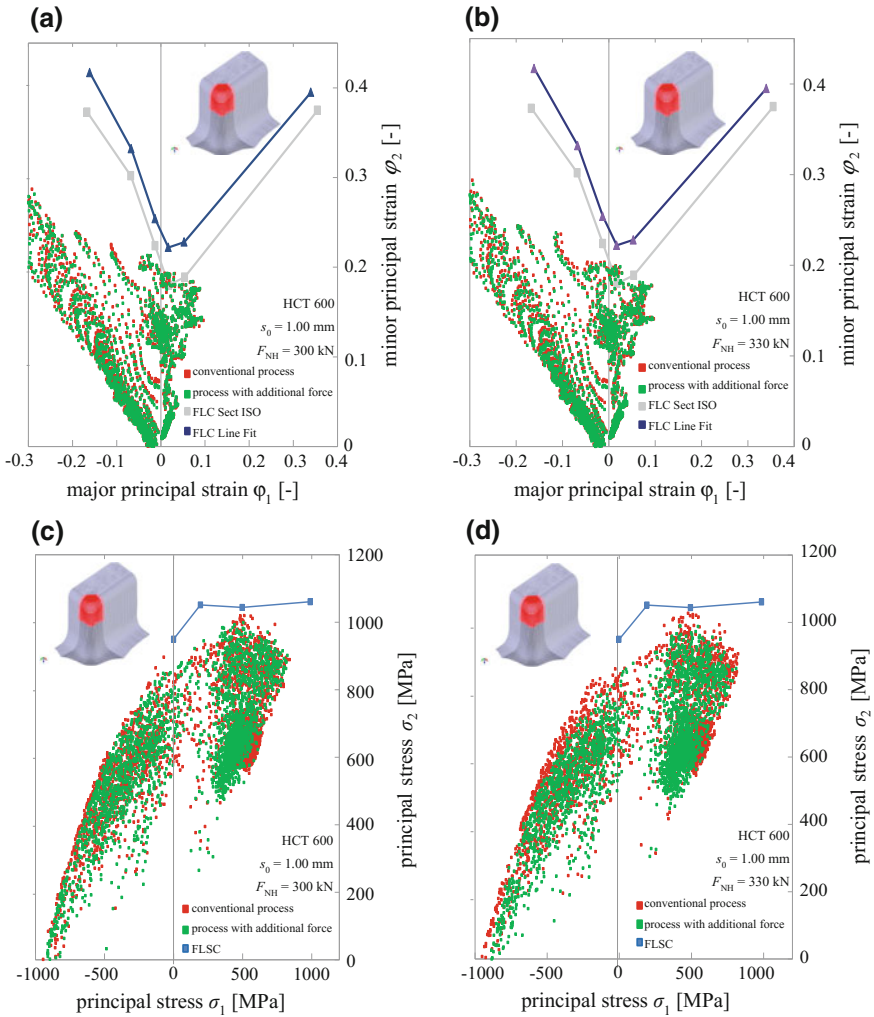 (a)
0.4
0.3
0.2
0.1
0
minor principal strain φ2 [-]
HCT 600
s0 = 1.00 mm
FNH = 300 kN
conventional process
process with additional force
FLC Sect ISO
FLC Line Fit
-0.3 -0.2 -0.1 0 0.1 0.2 0.3 0.4
major principal strain φ1 [-]
(b)
0.4
0.3
0.2
0.1
0
minor principal strain φ2 [-]
HCT 600
s0 = 1.00 mm
FNH = 330 kN
conventional process
process with additional force
FLC Sect ISO
FLC Line Fit
-0.3 -0.2 -0.1 0 0.1 0.2 0.3 0.4
major principal strain φ1 [-]
(c)
1200
1000
800
600
400
200
0
principal stress σ2 [MPa]
HCT 600
s0 = 1.00 mm
FNH = 300 kN
conventional process
process with additional force
FLSC
-1000 -500 0 500 1000
principal stress σ1 [MPa]
(d)
1200
1000
800
600
400
200
0
principal stress σ2 [MPa]
HCT 600
s0 = 1.00 mm
FNH = 330 kN
conventional process
process with additional force
FLSC
-1000 -500 0 500 1000
principal stress σ1 [MPa]